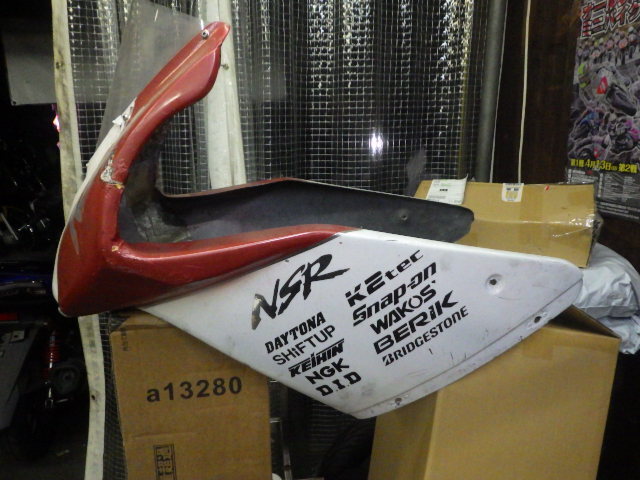 NSR
K2tec
Snap-on
WAKO'S
BERiK
BRIDGESTONE
DAYTONA
SHiFTUP
KEIHIN
NGK
D.I.D
a13280